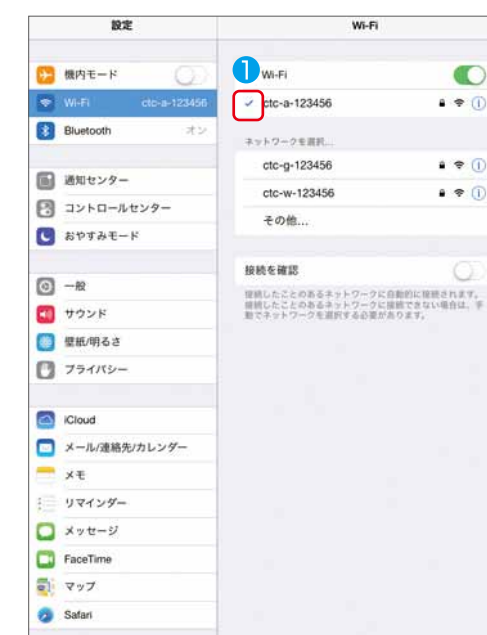 設定
機内モード
Wi-Fi ctc-a-123456
Bluetooth オン
通知センター
コントロールセンター
おやすみモード
一般
サウンド
壁紙/明るさ
プライバシー
iCloud
メール/連絡先/カレンダー
メモ
リマインダー
メッセージ
FaceTime
マップ
Safari
Wi-Fi
1 Wi-Fi
ctc-a-123456
ネットワークを選択...
ctc-g-123456
ctc-w-123456
その他...
接続を確認
接続したことのあるネットワークに自動的に接続されます。
接続したことのあるネットワークに接続できない場合は、手
動でネットワークを選択する必要があります。